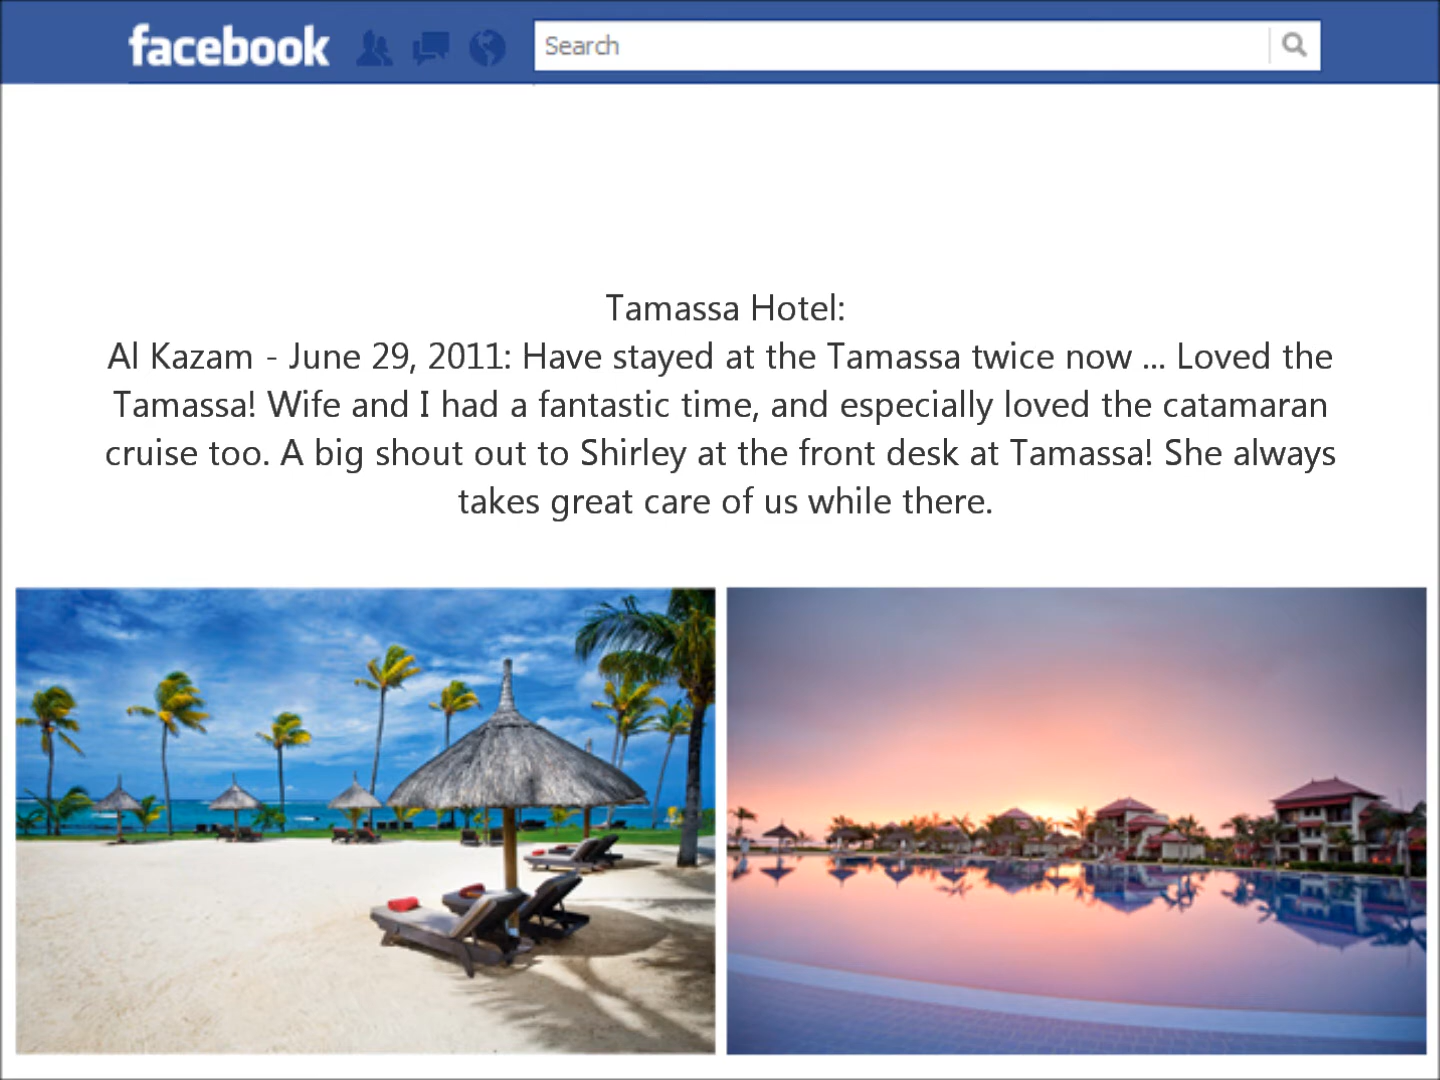 facebook
Search
Tamassa Hotel:
Al Kazam - June 29, 2011: Have stayed at the Tamassa twice now ... Loved the
Tamassa! Wife and I had a fantastic time, and especially loved the catamaran
cruise too. A big shout out to Shirley at the front desk at Tamassa! She always
takes great care of us while there.